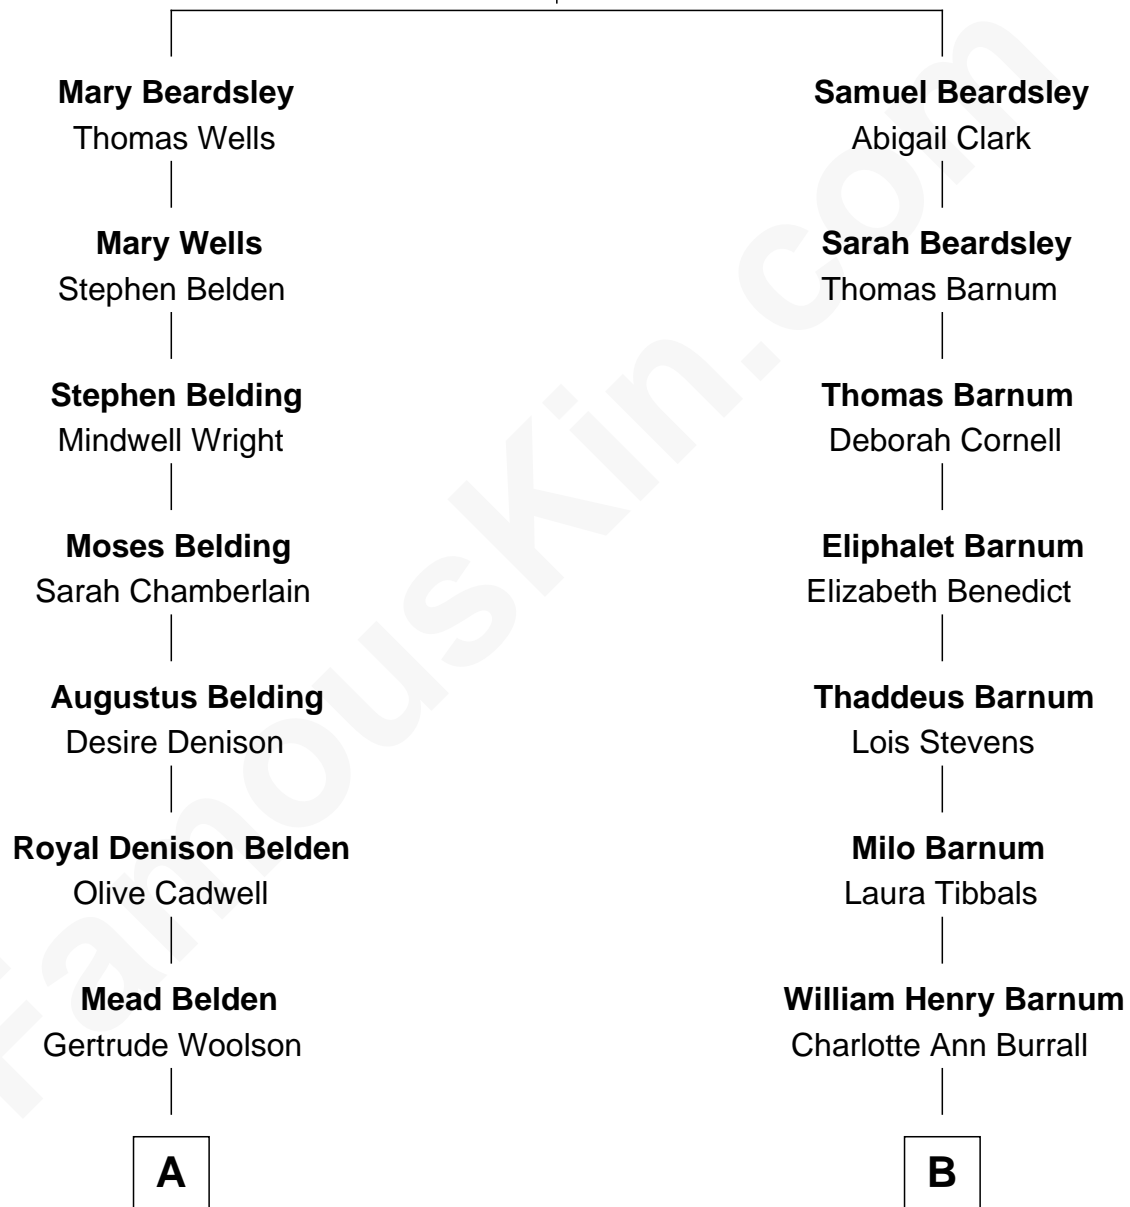 Mary Beardsley
Thomas Wells
Mary Wells
Stephen Belden
Stephen Belding
Mindwell Wright
Moses Belding
Sarah Chamberlain
Augustus Belding
Desire Denison
Royal Denison Belden
Olive Cadwell
Mead Belden
Gertrude Woolson
A
Samuel Beardsley
Abigail Clark
Sarah Beardsley
Thomas Barnum
Thomas Barnum
Deborah Cornell
Eliphalet Barnum
Elizabeth Benedict
Thaddeus Barnum
Lois Stevens
Milo Barnum
Laura Tibbals
William Henry Barnum
Charlotte Ann Burrall
B
FamousKin.com